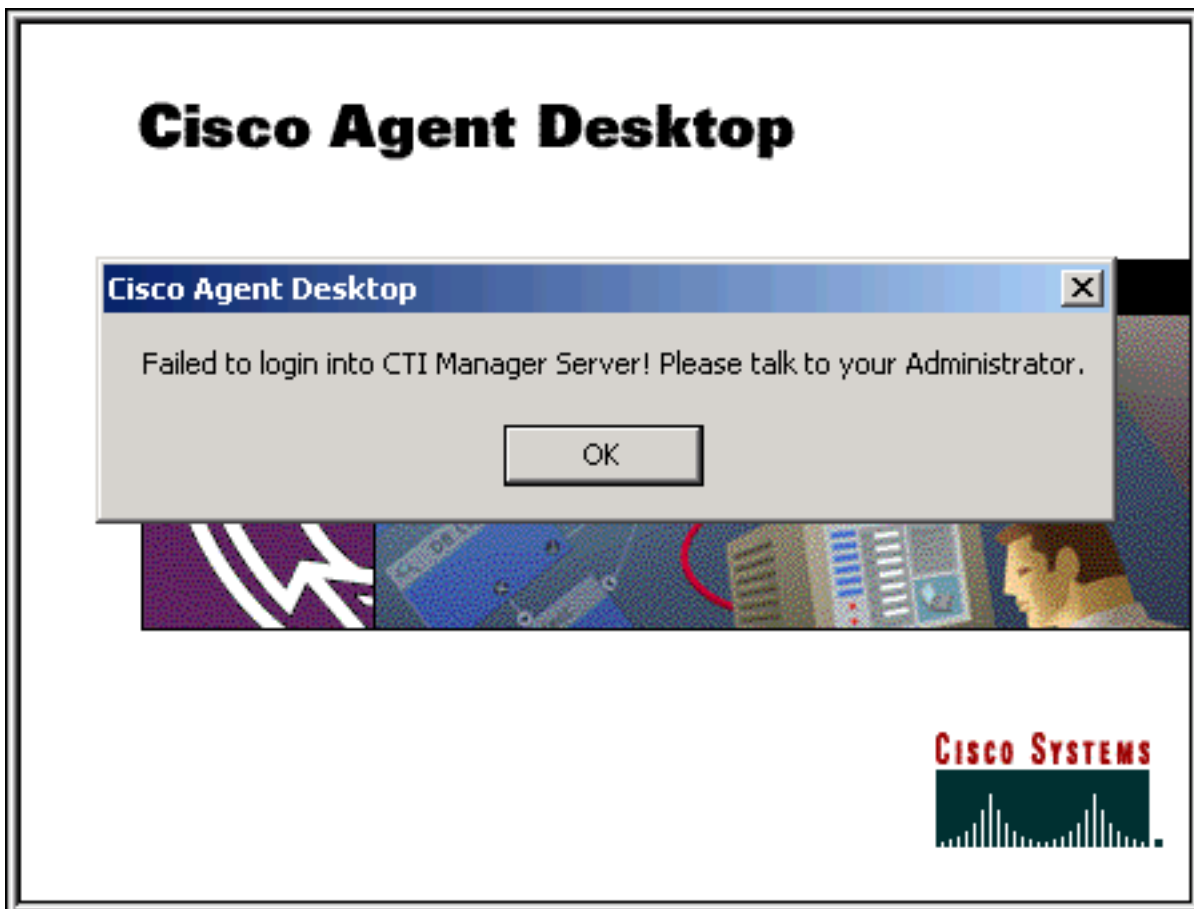 Cisco Agent Desktop
Cisco Agent Desktop
Failed to login into CTI Manager Server! Please talk to your Administrator.
OK
CISCO SYSTEMS